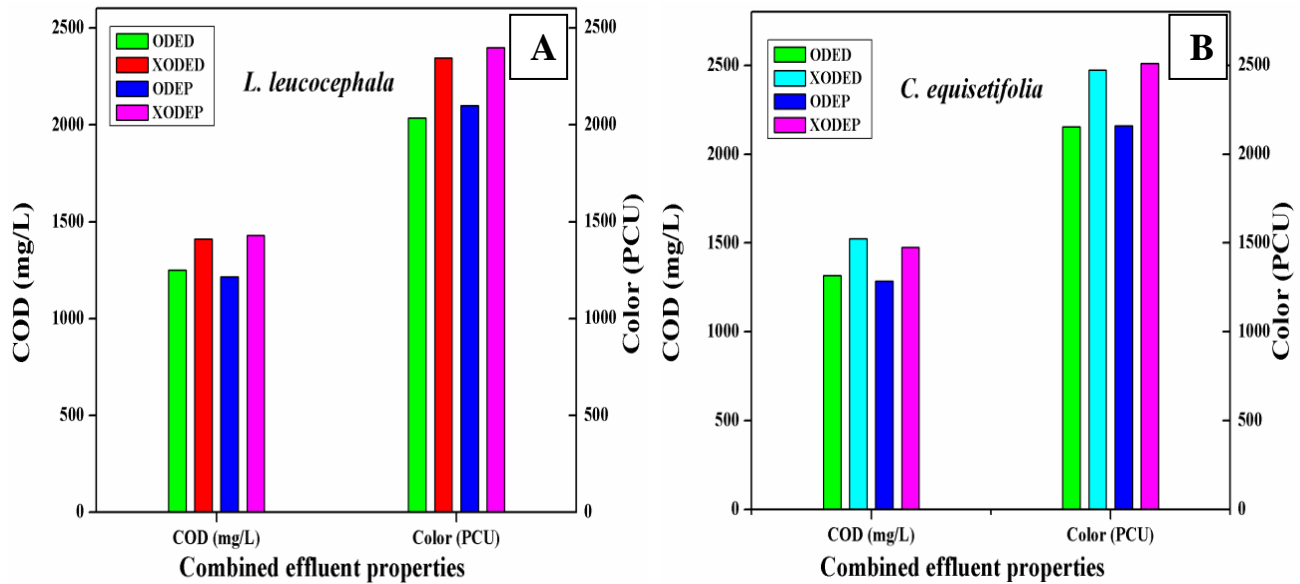 A
ODED
XODED
ODEP
XODEP
L. leucocephala
COD (mg/L)
2500
2000
1500
1000
500
0
2500
2000
1500
1000
500
0
Color (PCU)
COD (mg/L) Color (PCU)
Combined effluent properties
B
ODED
XODED
ODEP
XODEP
C. equisetifolia
COD (mg/L)
2500
2000
1500
1000
500
0
2500
2000
1500
1000
500
0
Color (PCU)
COD (mg/L) Color (PCU)
Combined effluent properties